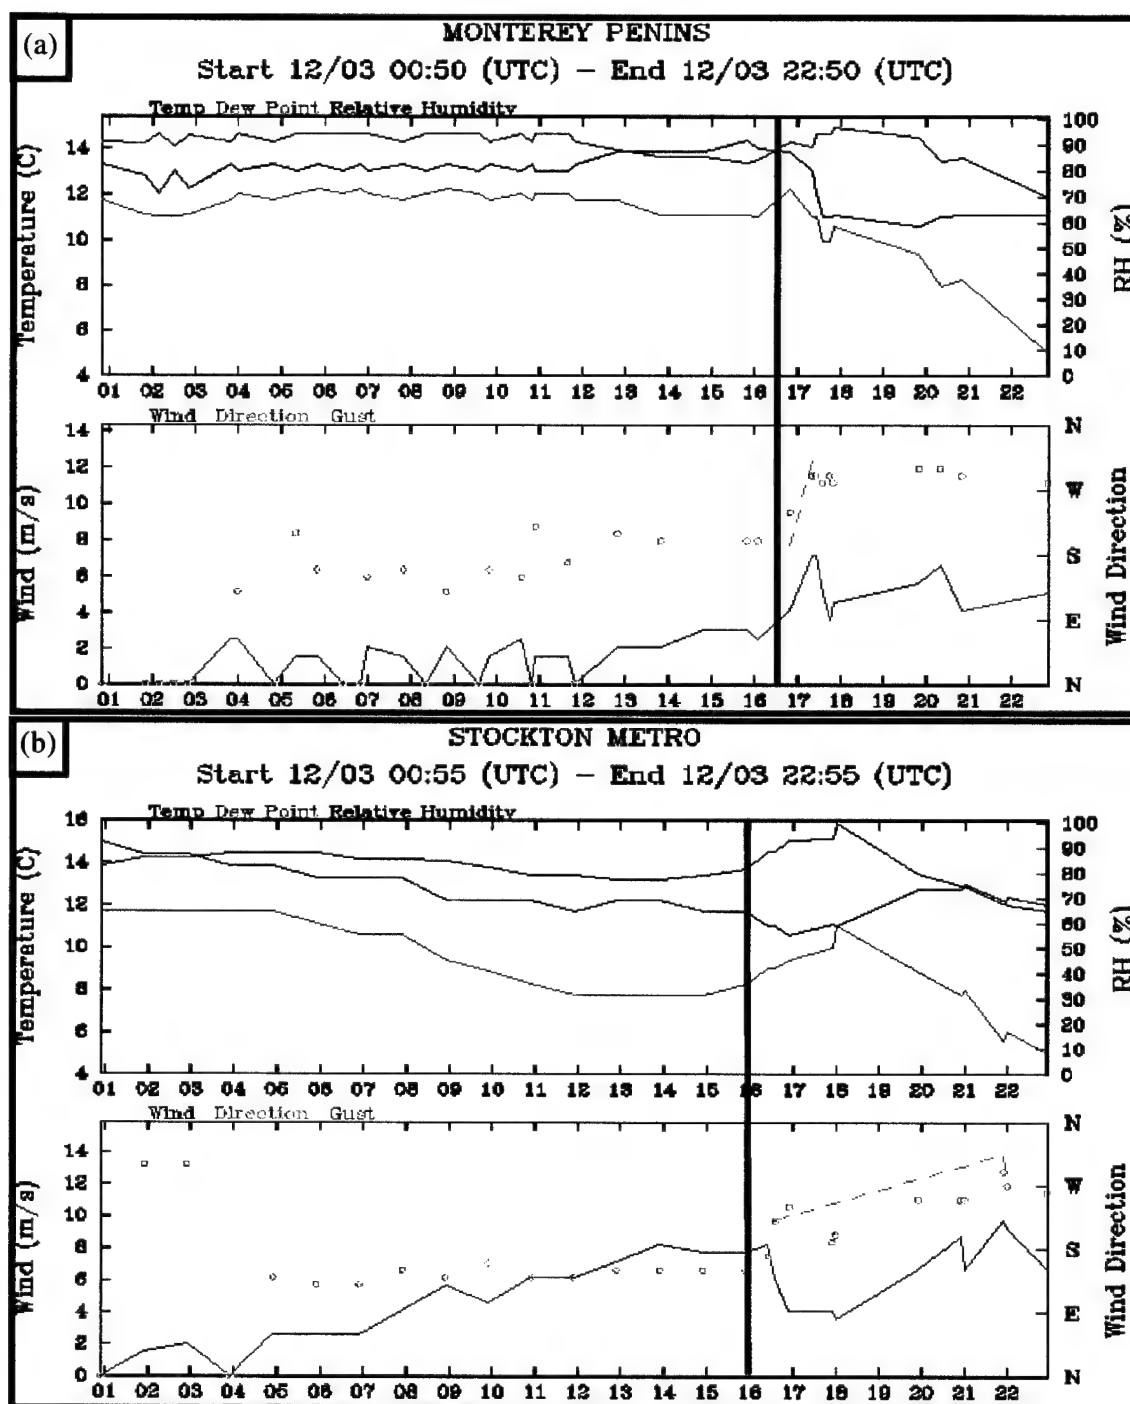 (a)
MONTEREY PENINS
Start 12/03 00:50 (UTC) – End 12/03 22:50 (UTC)
Temp Dew Point Relative Humidity
Temperature (C)
14
12
10
8
6
4
100
90
80
70
60
50
40
30
20
10
0
RH (%)
01 02 03 04 05 06 07 08 09 10 11 12 13 14 15 16 17 18 19 20 21 22
Wind Direction Gust
Wind (m/s)
14
12
10
8
6
4
2
0
N
W
S
E
N
Wind Direction
01 02 03 04 05 06 07 08 09 10 11 12 13 14 15 16 17 18 19 20 21 22
(b)
STOCKTON METRO
Start 12/03 00:55 (UTC) – End 12/03 22:55 (UTC)
Temp Dew Point Relative Humidity
Temperature (C)
16
14
12
10
8
6
4
100
90
80
70
60
50
40
30
20
10
0
RH (%)
01 02 03 04 05 06 07 08 09 10 11 12 13 14 15 16 17 18 19 20 21 22
Wind Direction Gust
Wind (m/s)
14
12
10
8
6
4
2
0
N
W
S
E
N
Wind Direction
01 02 03 04 05 06 07 08 09 10 11 12 13 14 15 16 17 18 19 20 21 22